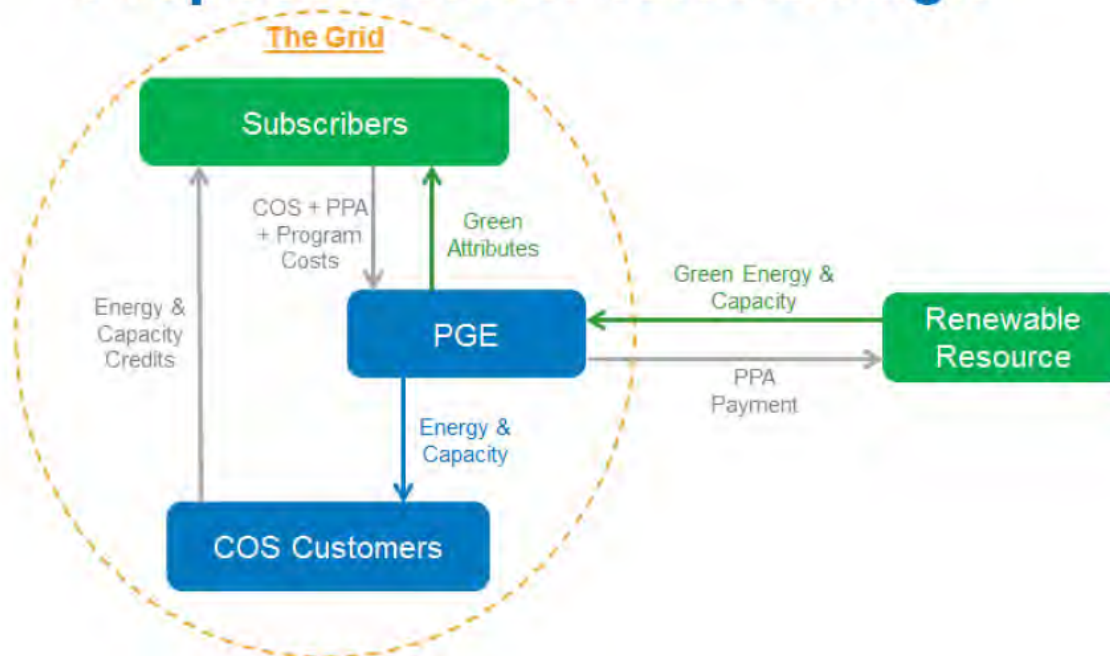 The Grid
Subscribers
COS + PPA
+ Program
Costs
Green
Attributes
Energy &
Capacity
Credits
PGE
Green Energy &
Capacity
PPA
Payment
Renewable
Resource
Energy &
Capacity
COS Customers